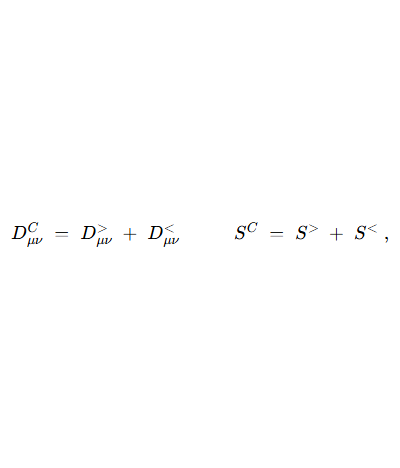 D^C_{μν} = D^>_{μν} + D^<_{μν}   S^C = S^> + S^< ,